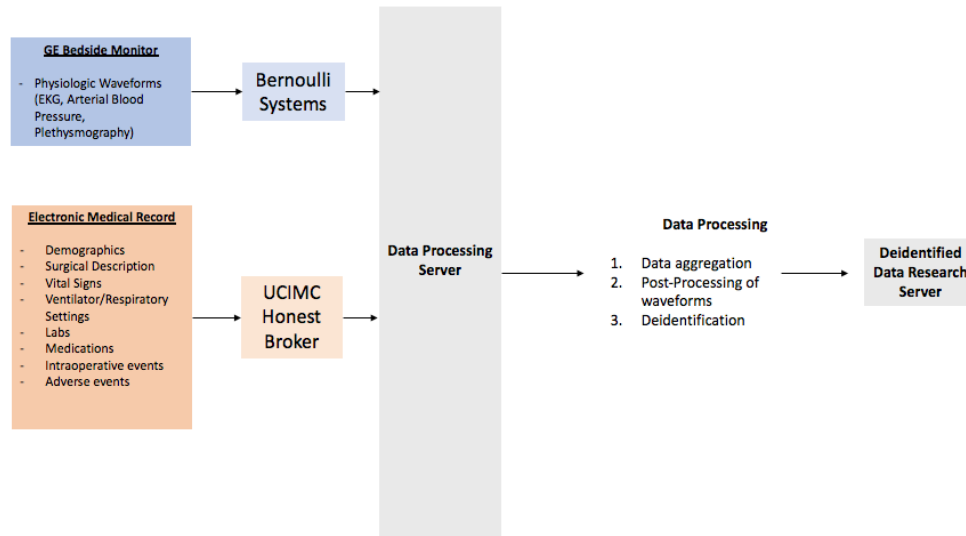 GE Bedside Monitor
- Physiologic Waveforms
(EKG, Arterial Blood
Pressure,
Plethysmography)
Bernoulli
Systems
Electronic Medical Record
- Demographics
- Surgical Description
- Vital Signs
- Ventilator/Respiratory
Settings
- Labs
- Medications
- Intraoperative events
- Adverse events
UCIMC
Honest
Broker
Data Processing
Server
Data Processing
1. Data aggregation
2. Post-Processing of
waveforms
3. Deidentification
Deidentified
Data Research
Server